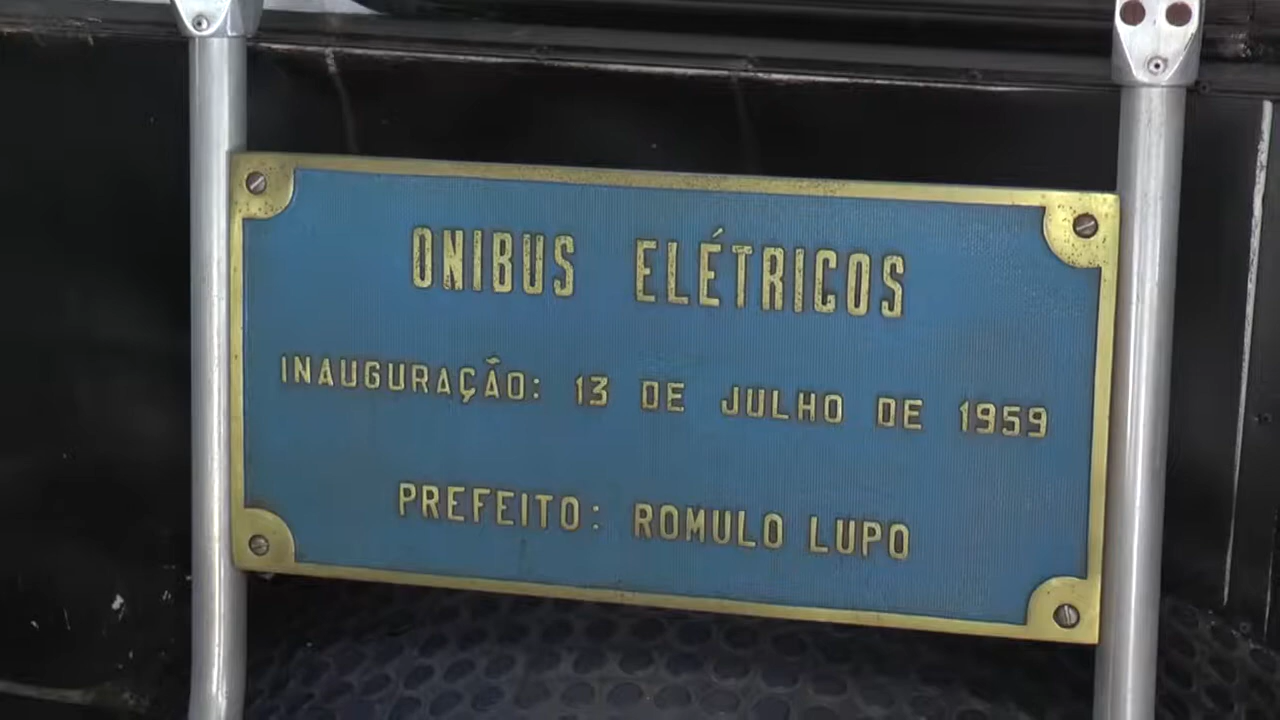 ONIBUS ELÉTRICOS
INAUGURAÇÃO: 13 DE JULHO DE 1959
PREFEITO: ROMULO LUPO